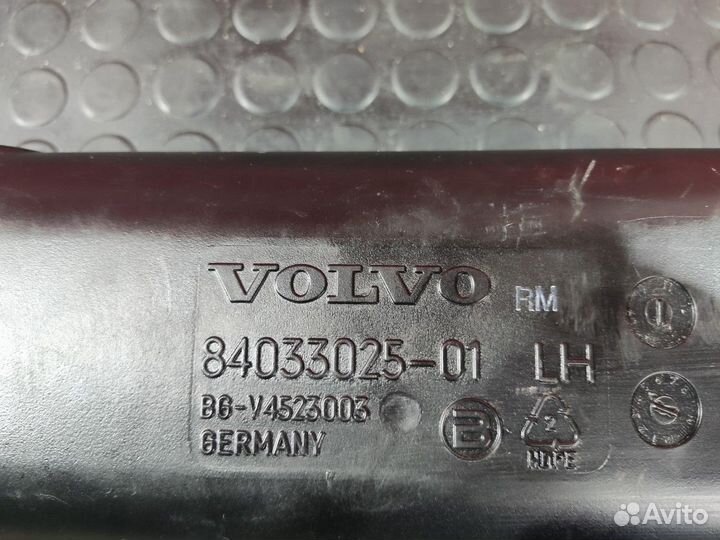 VOLVO
RM
84033025-01 LH
BG-V4523003
GERMANY
2
HDPE
Avito